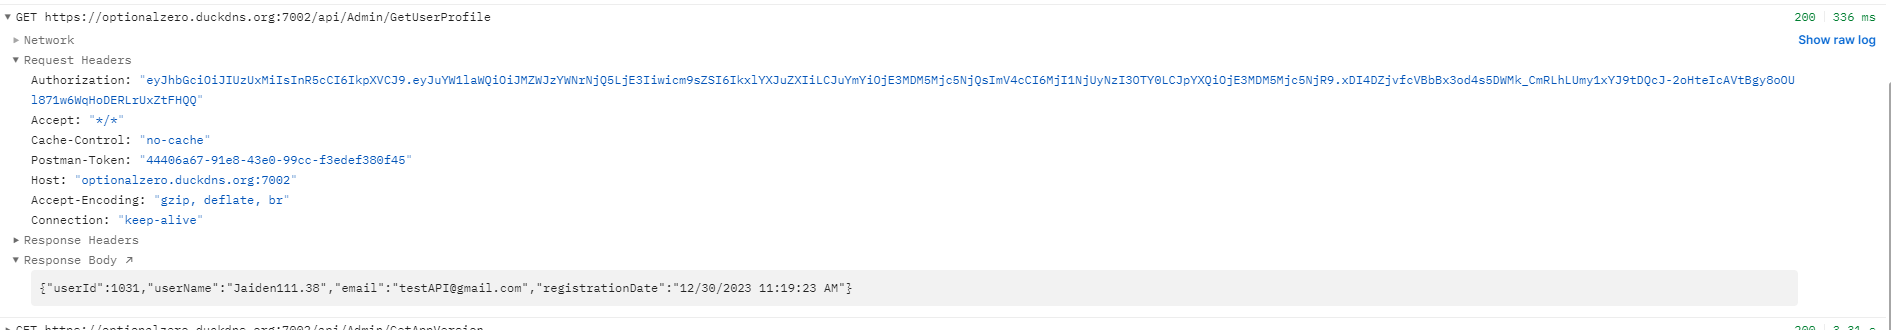 ▼ GET https://optionalzero.duckdns.org:7002/api/Admin/GetUserProfile 200 336 ms
▶ Network Show raw log
▼ Request Headers
Authorization: "eyJhbGciOiJIUzUxMiIsInR5cCI6IkpXVCJ9.eyJuYW1laWQiOiJMZWJzYWNrNjQ5LjE3Iiwicm9sZSI6IkxlYXJuZXIiLCJuYmYiOjE3MDM5Mjc5NjQsImV4cCI6MjI1NjUyNzI3OTY0LCJpYXQiOjE3MDM5Mjc5NjR9.xDI4DZjvfcVBbBx3od4s5DWMk_CmRLhLUmy1xYJ9tDQcJ-2oHteIcAVtBgy8oOU
l871w6WqHoDERLrUxZtFHQQ"
Accept: "*/*"
Cache-Control: "no-cache"
Postman-Token: "44406a67-91e8-43e0-99cc-f3edef380f45"
Host: "optionalzero.duckdns.org:7002"
Accept-Encoding: "gzip, deflate, br"
Connection: "keep-alive"
▶ Response Headers
▼ Response Body ↗
{"userId":1031,"userName":"Jaiden111.38","email":"testAPI@gmail.com","registrationDate":"12/30/2023 11:19:23 AM"}
▶ GET https://optionalzero.duckdns.org:7002/api/Admin/GetAppVersion 200 3.31 s